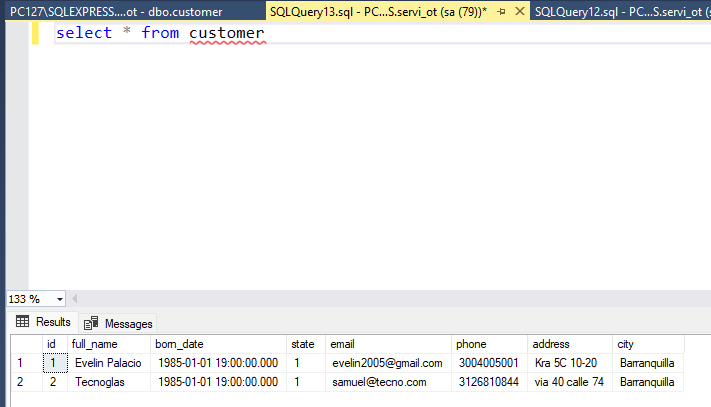 PC127\SQLEXPRESS....ot - dbo.customer SQLQuery13.sql - PC...S.servi_ot (sa (79))* SQLQuery12.sql - PC...S.servi_ot (s
select * from customer
133 %
Results Messages
id full_name born_date state email phone address city
1 1 Evelin Palacio 1985-01-01 19:00:00.000 1 evelin2005@gmail.com 3004005001 Kra 5C 10-20 Barranquilla
2 2 Tecnoglas 1985-01-01 19:00:00.000 1 samuel@tecno.com 3126810844 via 40 calle 74 Barranquilla